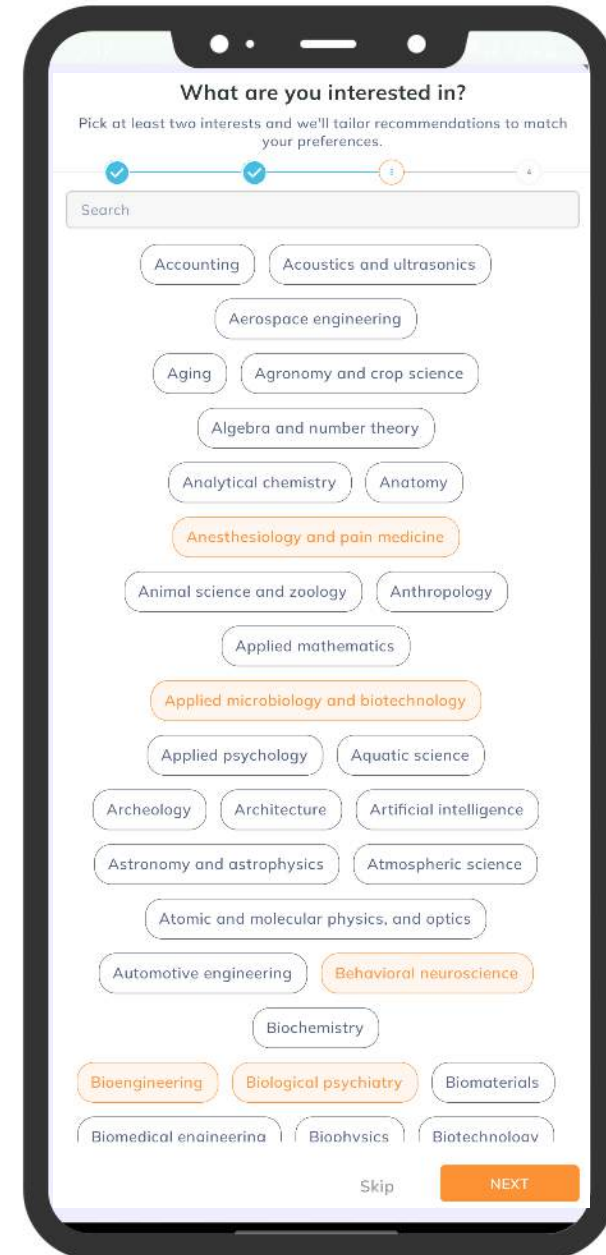 What are you interested in?
Pick at least two interests and we'll tailor recommendations to match
your preferences.
3 4
Search
Accounting Acoustics and ultrasonics
Aerospace engineering
Aging Agronomy and crop science
Algebra and number theory
Analytical chemistry Anatomy
Anesthesiology and pain medicine
Animal science and zoology Anthropology
Applied mathematics
Applied microbiology and biotechnology
Applied psychology Aquatic science
Archeology Architecture Artificial intelligence
Astronomy and astrophysics Atmospheric science
Atomic and molecular physics, and optics
Automotive engineering Behavioral neuroscience
Biochemistry
Bioengineering Biological psychiatry Biomaterials
Biomedical engineering Biophysics Biotechnology
Skip NEXT